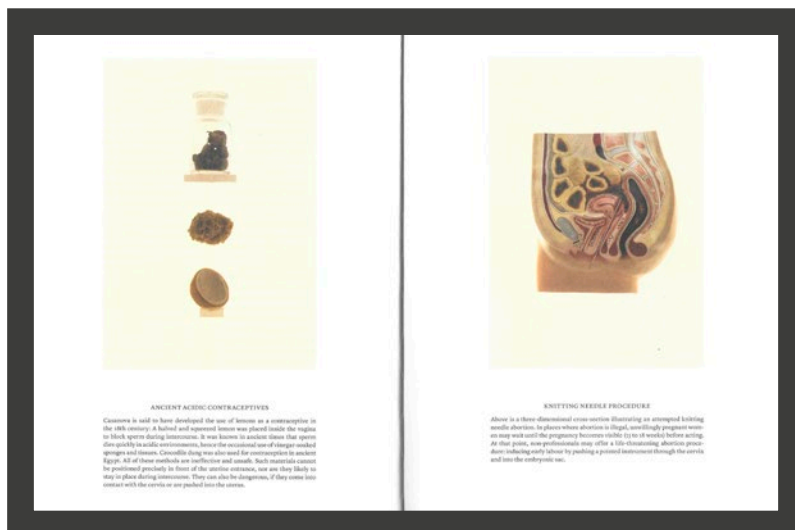 ANCIENT ACIDIC CONTRACEPTIVES
Casanova is said to have developed the use of lemons as a contraceptive in
the 18th century: A halved and squeezed lemon was placed inside the vagina
to block sperm during intercourse. It was known in ancient times that sperm
dies quickly in acidic environments, hence the occasional use of vinegar-soaked
sponges and tissues. Crocodile dung was also used for contraception in ancient
Egypt. All of these methods are ineffective and unsafe. Such materials cannot
be positioned precisely in front of the uterine entrance, nor are they likely to
stay in place during intercourse. They can also be dangerous, if they come into
contact with the cervix or are pushed into the uterus.
KNITTING NEEDLE PROCEDURE
Above is a three-dimensional cross-section illustrating an attempted knitting
needle abortion. In places where abortion is illegal, unwillingly pregnant wom-
en may wait until the pregnancy becomes visible (15 to 18 weeks) before acting.
At that point, non-professionals may offer a life-threatening abortion proce-
dure: inducing early labour by pushing a pointed instrument through the cervix
and into the embryonic sac.